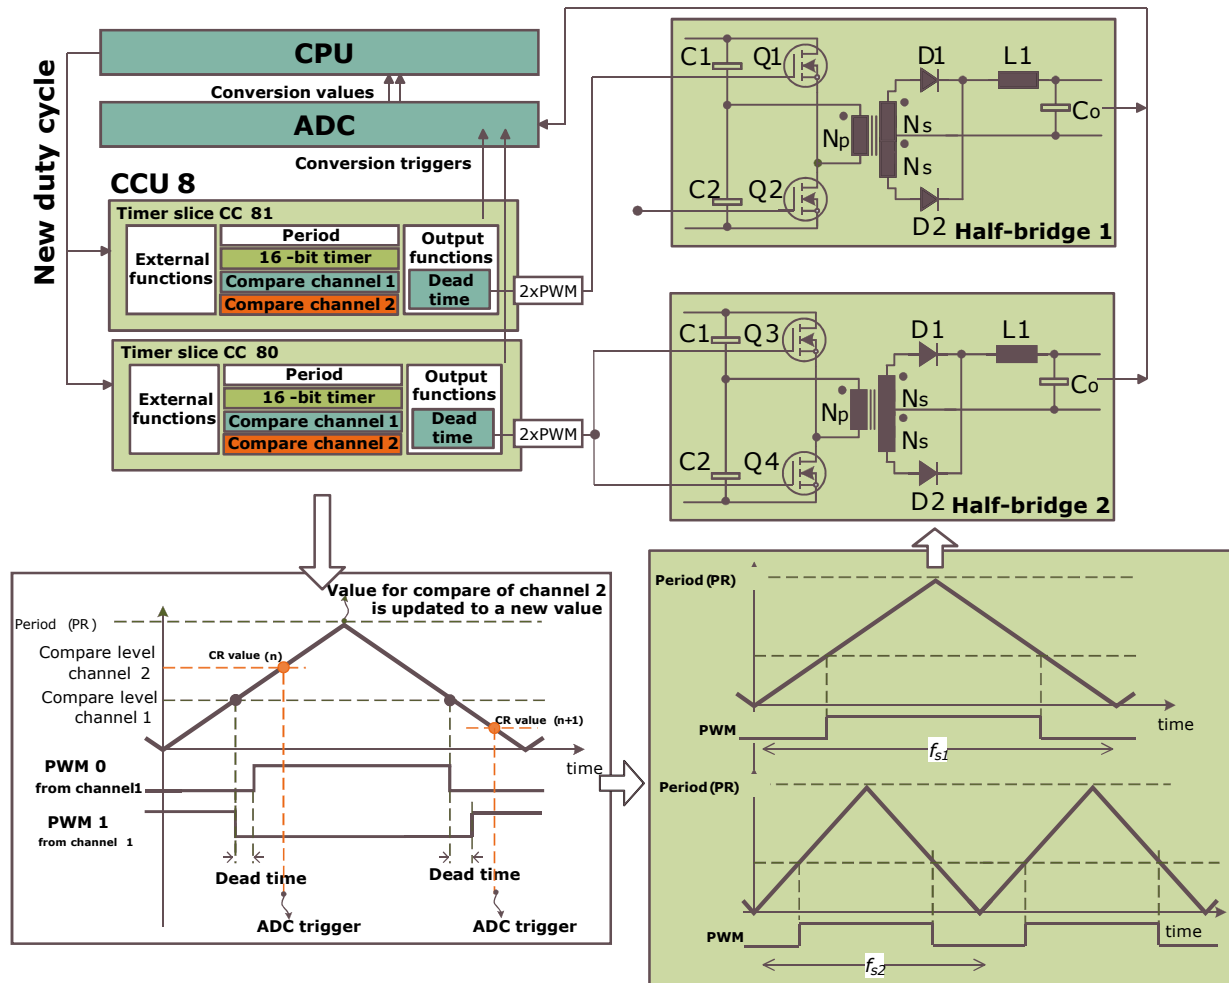 CPU
Conversion values
ADC
Conversion triggers
New duty cycle
CCU 8
Timer slice CC 81
External
functions
Period
16 -bit timer
Compare channel 1
Compare channel 2
Output
functions
Dead
time
2xPWM
Timer slice CC 80
External
functions
Period
16 -bit timer
Compare channel 1
Compare channel 2
Output
functions
Dead
time
2xPWM
C1
Q1
D1
L1
Co
Np
Ns
Ns
C2
Q2
D2
Half-bridge 1
C1
Q3
D1
L1
Co
Np
Ns
Ns
C2
Q4
D2
Half-bridge 2
Value for compare of channel 2
is updated to a new value
Period (PR)
Compare level
channel 2
CR value (n)
Compare level
channel 1
CR value (n+1)
time
PWM 0
from channel1
PWM 1
from channel 1
Dead time
Dead time
ADC trigger
ADC trigger
Period (PR)
time
PWM
fs1
Period (PR)
time
PWM
fs2